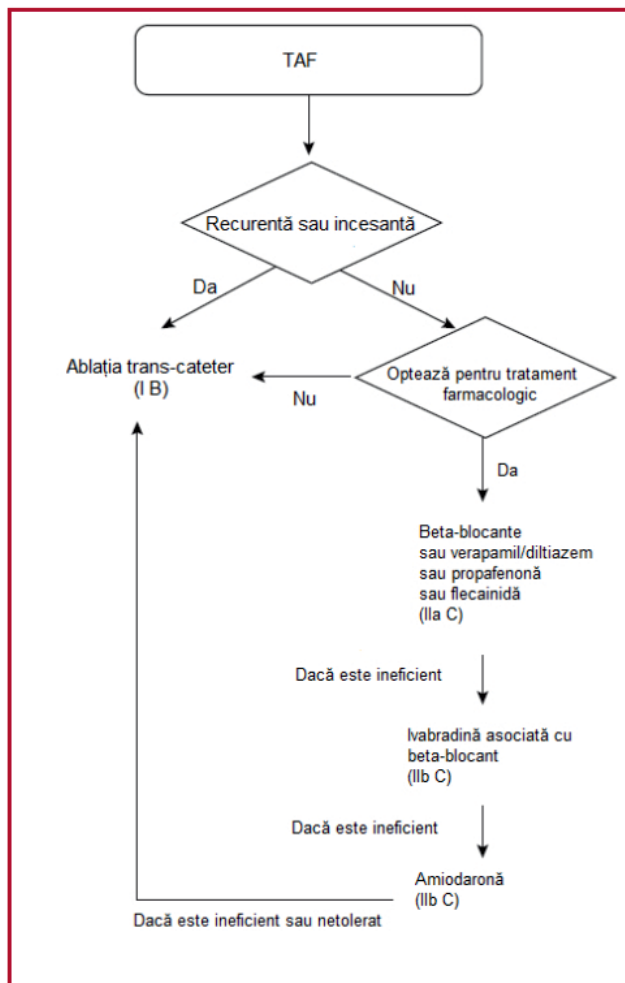 TAF
Recurentă sau incesantă
Da
Nu
Ablația trans-cateter
(I B)
Nu
Optează pentru tratament
farmacologic
Da
Beta-blocante
sau verapamil/diltiazem
sau propafenonă
sau flecainidă
(IIa C)
Dacă este ineficient
Ivabradină asociată cu
beta-blocant
(IIb C)
Dacă este ineficient
Amiodaronă
(IIb C)
Dacă este ineficient sau netolerat